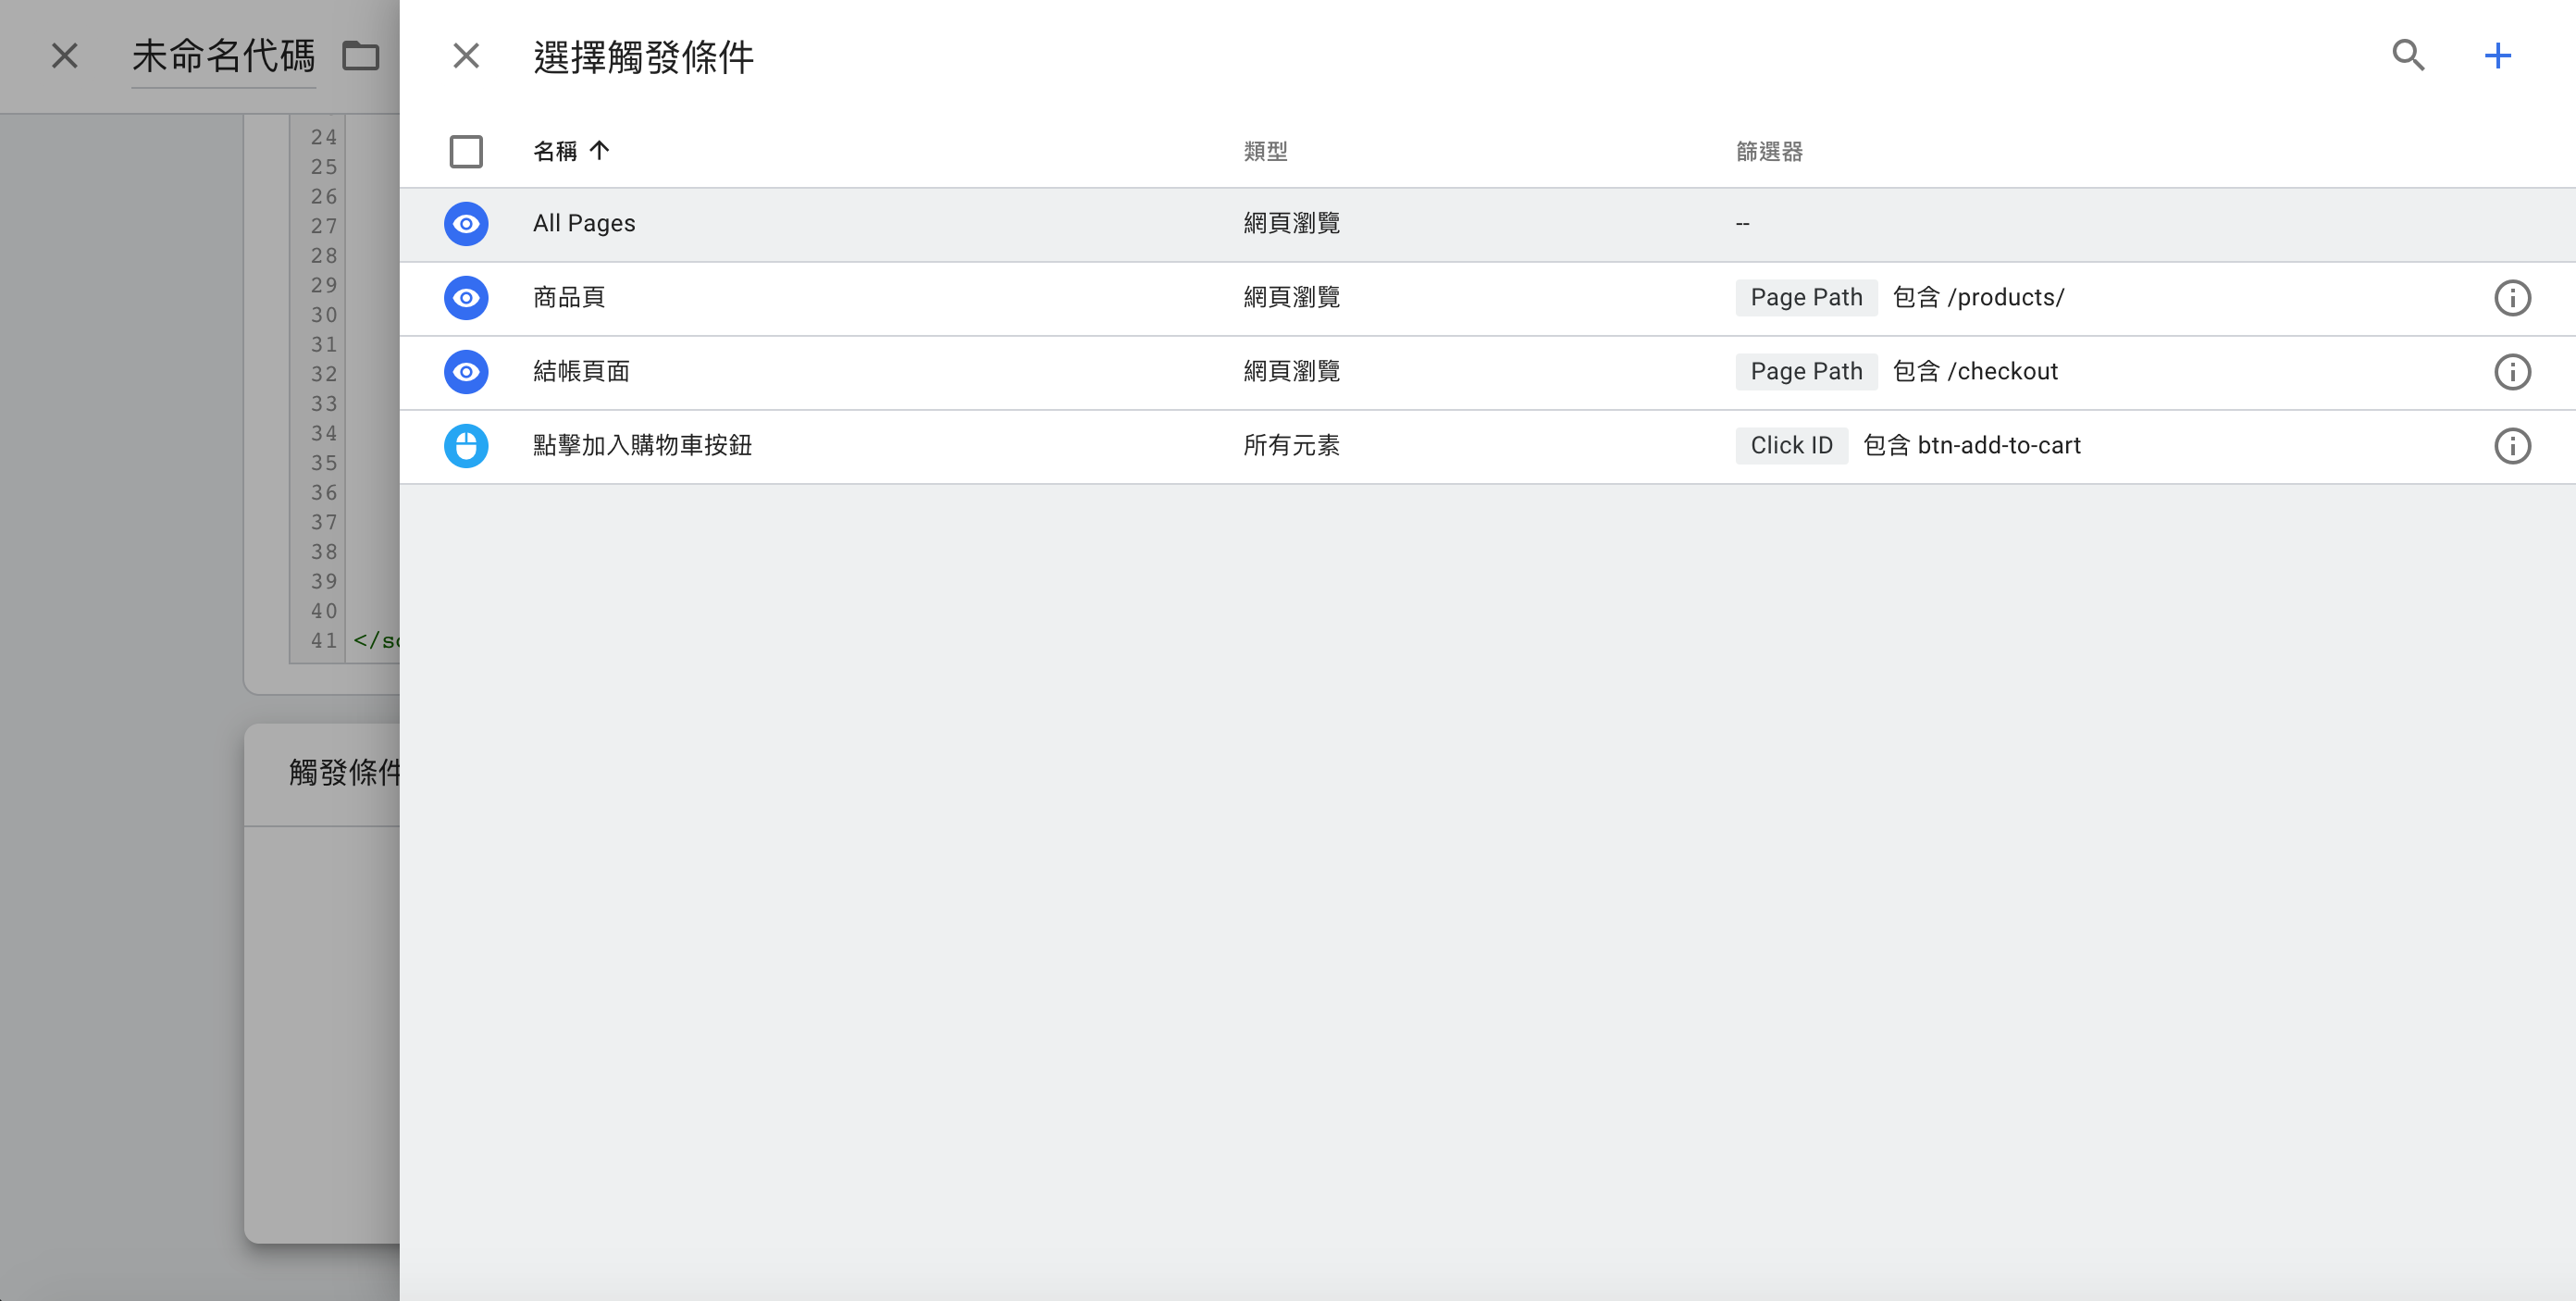 未命名代碼
選擇觸發條件
名稱 類型 篩選器
All Pages 網頁瀏覽 --
商品頁 網頁瀏覽 Page Path 包含 /products/
結帳頁面 網頁瀏覽 Page Path 包含 /checkout
點擊加入購物車按鈕 所有元素 Click ID 包含 btn-add-to-cart
24
25
26
27
28
29
30
31
32
33
34
35
36
37
38
39
40
41 </sc
觸發條件